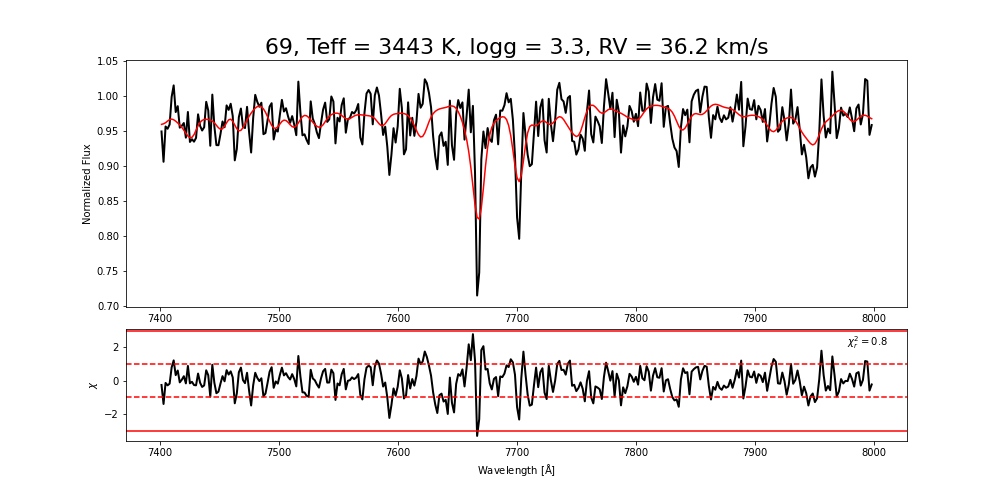 69, Teff = 3443 K, logg = 3.3, RV = 36.2 km/s
1.05
1.00
0.95
0.90
0.85
0.80
0.75
0.70
Normalized Flux
7400 7500 7600 7700 7800 7900 8000
χ²ᵣ = 0.8
2
0
−2
χ
7400 7500 7600 7700 7800 7900 8000
Wavelength [Å]